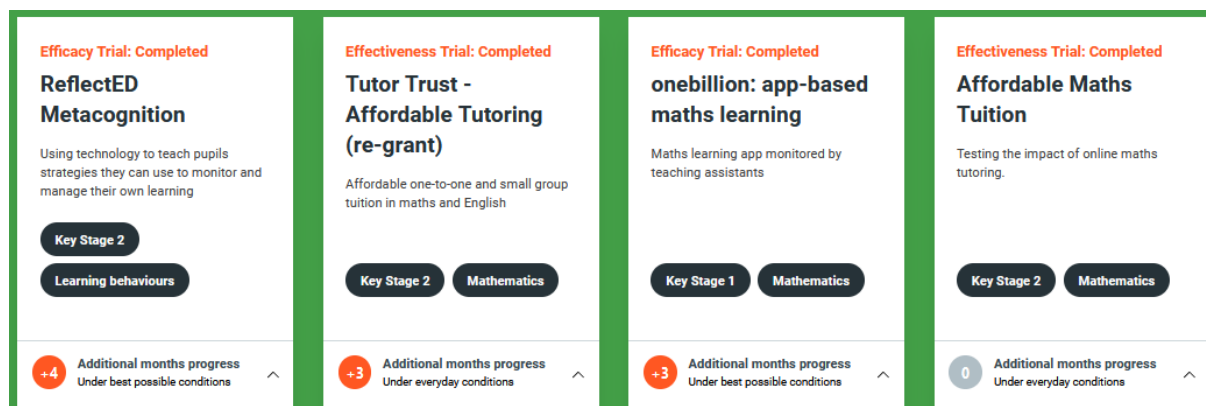 Efficacy Trial: Completed
ReflectED
Metacognition
Using technology to teach pupils
strategies they can use to monitor and
manage their own learning
Key Stage 2
Learning behaviours
+4
Additional months progress
Under best possible conditions
Effectiveness Trial: Completed
Tutor Trust -
Affordable Tutoring
(re-grant)
Affordable one-to-one and small group
tuition in maths and English
Key Stage 2
Mathematics
+3
Additional months progress
Under everyday conditions
Efficacy Trial: Completed
onebillion: app-based
maths learning
Maths learning app monitored by
teaching assistants
Key Stage 1
Mathematics
+3
Additional months progress
Under best possible conditions
Effectiveness Trial: Completed
Affordable Maths
Tuition
Testing the impact of online maths
tutoring.
Key Stage 2
Mathematics
0
Additional months progress
Under everyday conditions